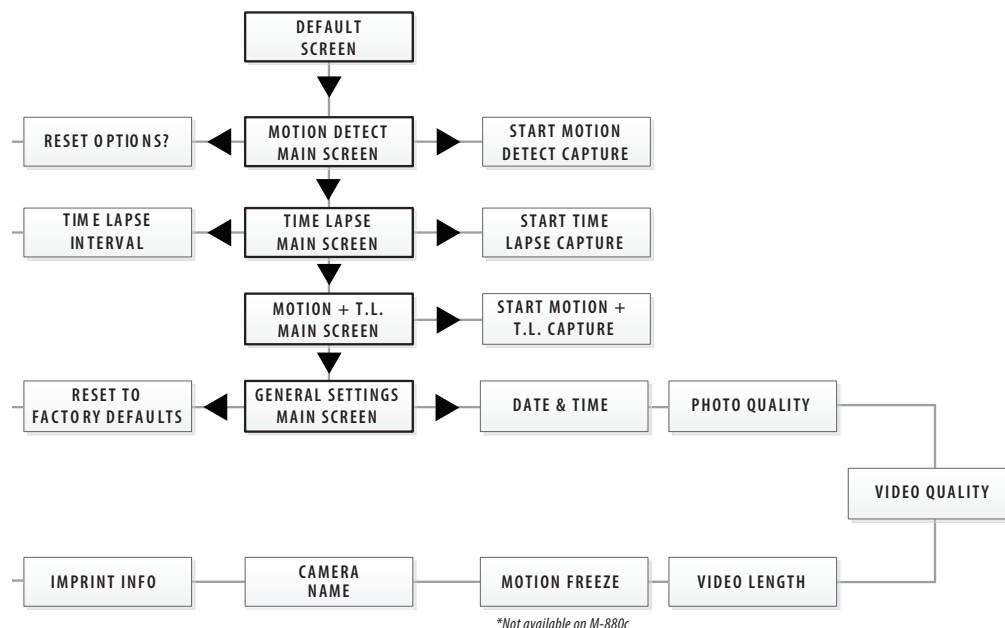 DEFAULT
SCREEN
RESET OPTIONS?
MOTION DETECT
MAIN SCREEN
START MOTION
DETECT CAPTURE
TIME LAPSE
INTERVAL
TIME LAPSE
MAIN SCREEN
START TIME
LAPSE CAPTURE
MOTION + T.L.
MAIN SCREEN
START MOTION +
T.L. CAPTURE
RESET TO
FACTORY DEFAULTS
GENERAL SETTINGS
MAIN SCREEN
DATE & TIME
PHOTO QUALITY
VIDEO QUALITY
IMPRINT INFO
CAMERA
NAME
MOTION FREEZE
VIDEO LENGTH
*Not available on M-880c